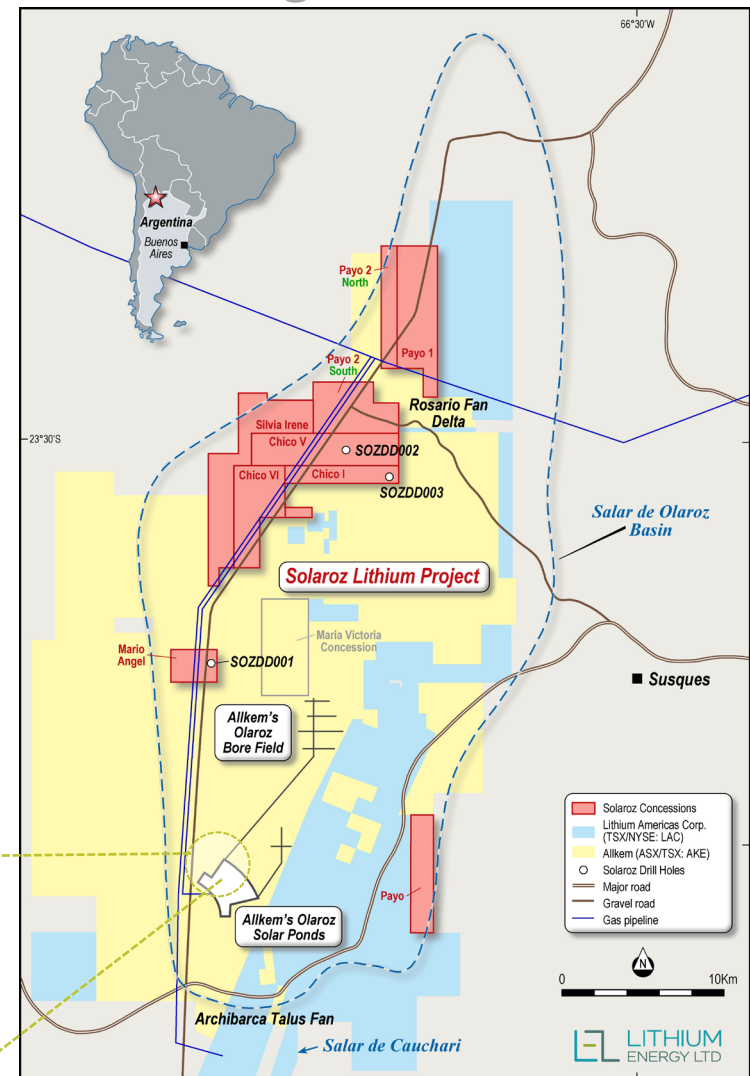 66°30'W
Argentina
Buenos
Aires
Payo 2
North
Payo 1
Payo 2
South
Rosario Fan
Delta
Silvia Irene
23°30'S
Chico V
SOZDD002
Chico VI
Chico I
SOZDD003
Salar de Olaroz
Basin
Solaroz Lithium Project
Maria Victoria
Concession
Mario
Angel
SOZDD001
Susques
Allkem's
Olaroz
Bore Field
Solaroz Concessions
Lithium Americas Corp.
(TSX/NYSE: LAC)
Allkem (ASX/TSX: AKE)
Solaroz Drill Holes
Major road
Gravel road
Gas pipeline
Payo
Allkem's Olaroz
Solar Ponds
N
0 10Km
Archibarca Talus Fan
Salar de Cauchari
LEL LITHIUM
ENERGY LTD